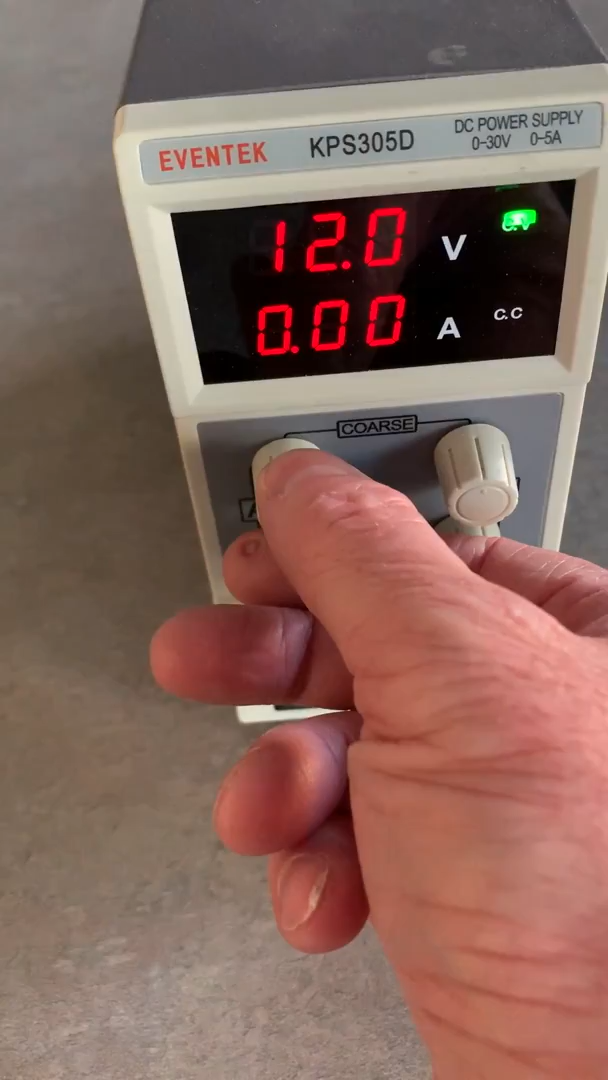 EVENTEK KPS305D DC POWER SUPPLY
0-30V 0-5A
12.0 V C.V
0.00 A C.C
COARSE
A